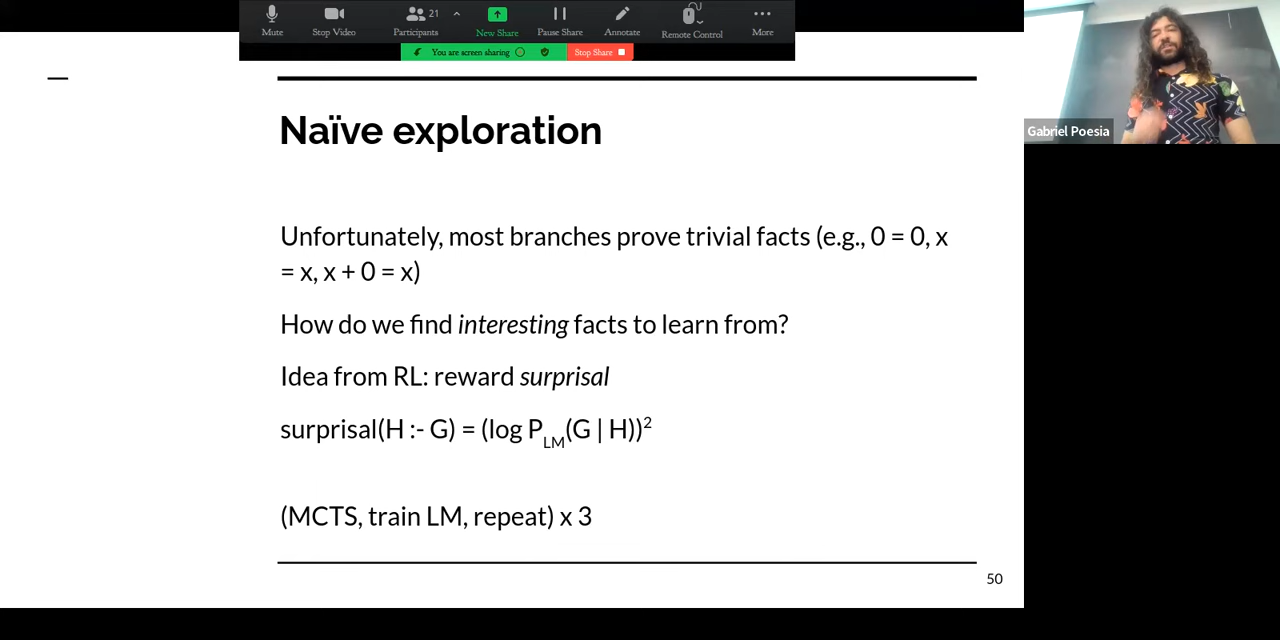 Mute
Stop Video
Participants
21
New Share
Pause Share
Annotate
Remote Control
More
You are screen sharing
Stop Share
Gabriel Poesia
Naïve exploration
Unfortunately, most branches prove trivial facts (e.g., 0 = 0, x
= x, x + 0 = x)
How do we find interesting facts to learn from?
Idea from RL: reward surprisal
surprisal(H :- G) = (log P_LM(G | H))²
(MCTS, train LM, repeat) x 3
50